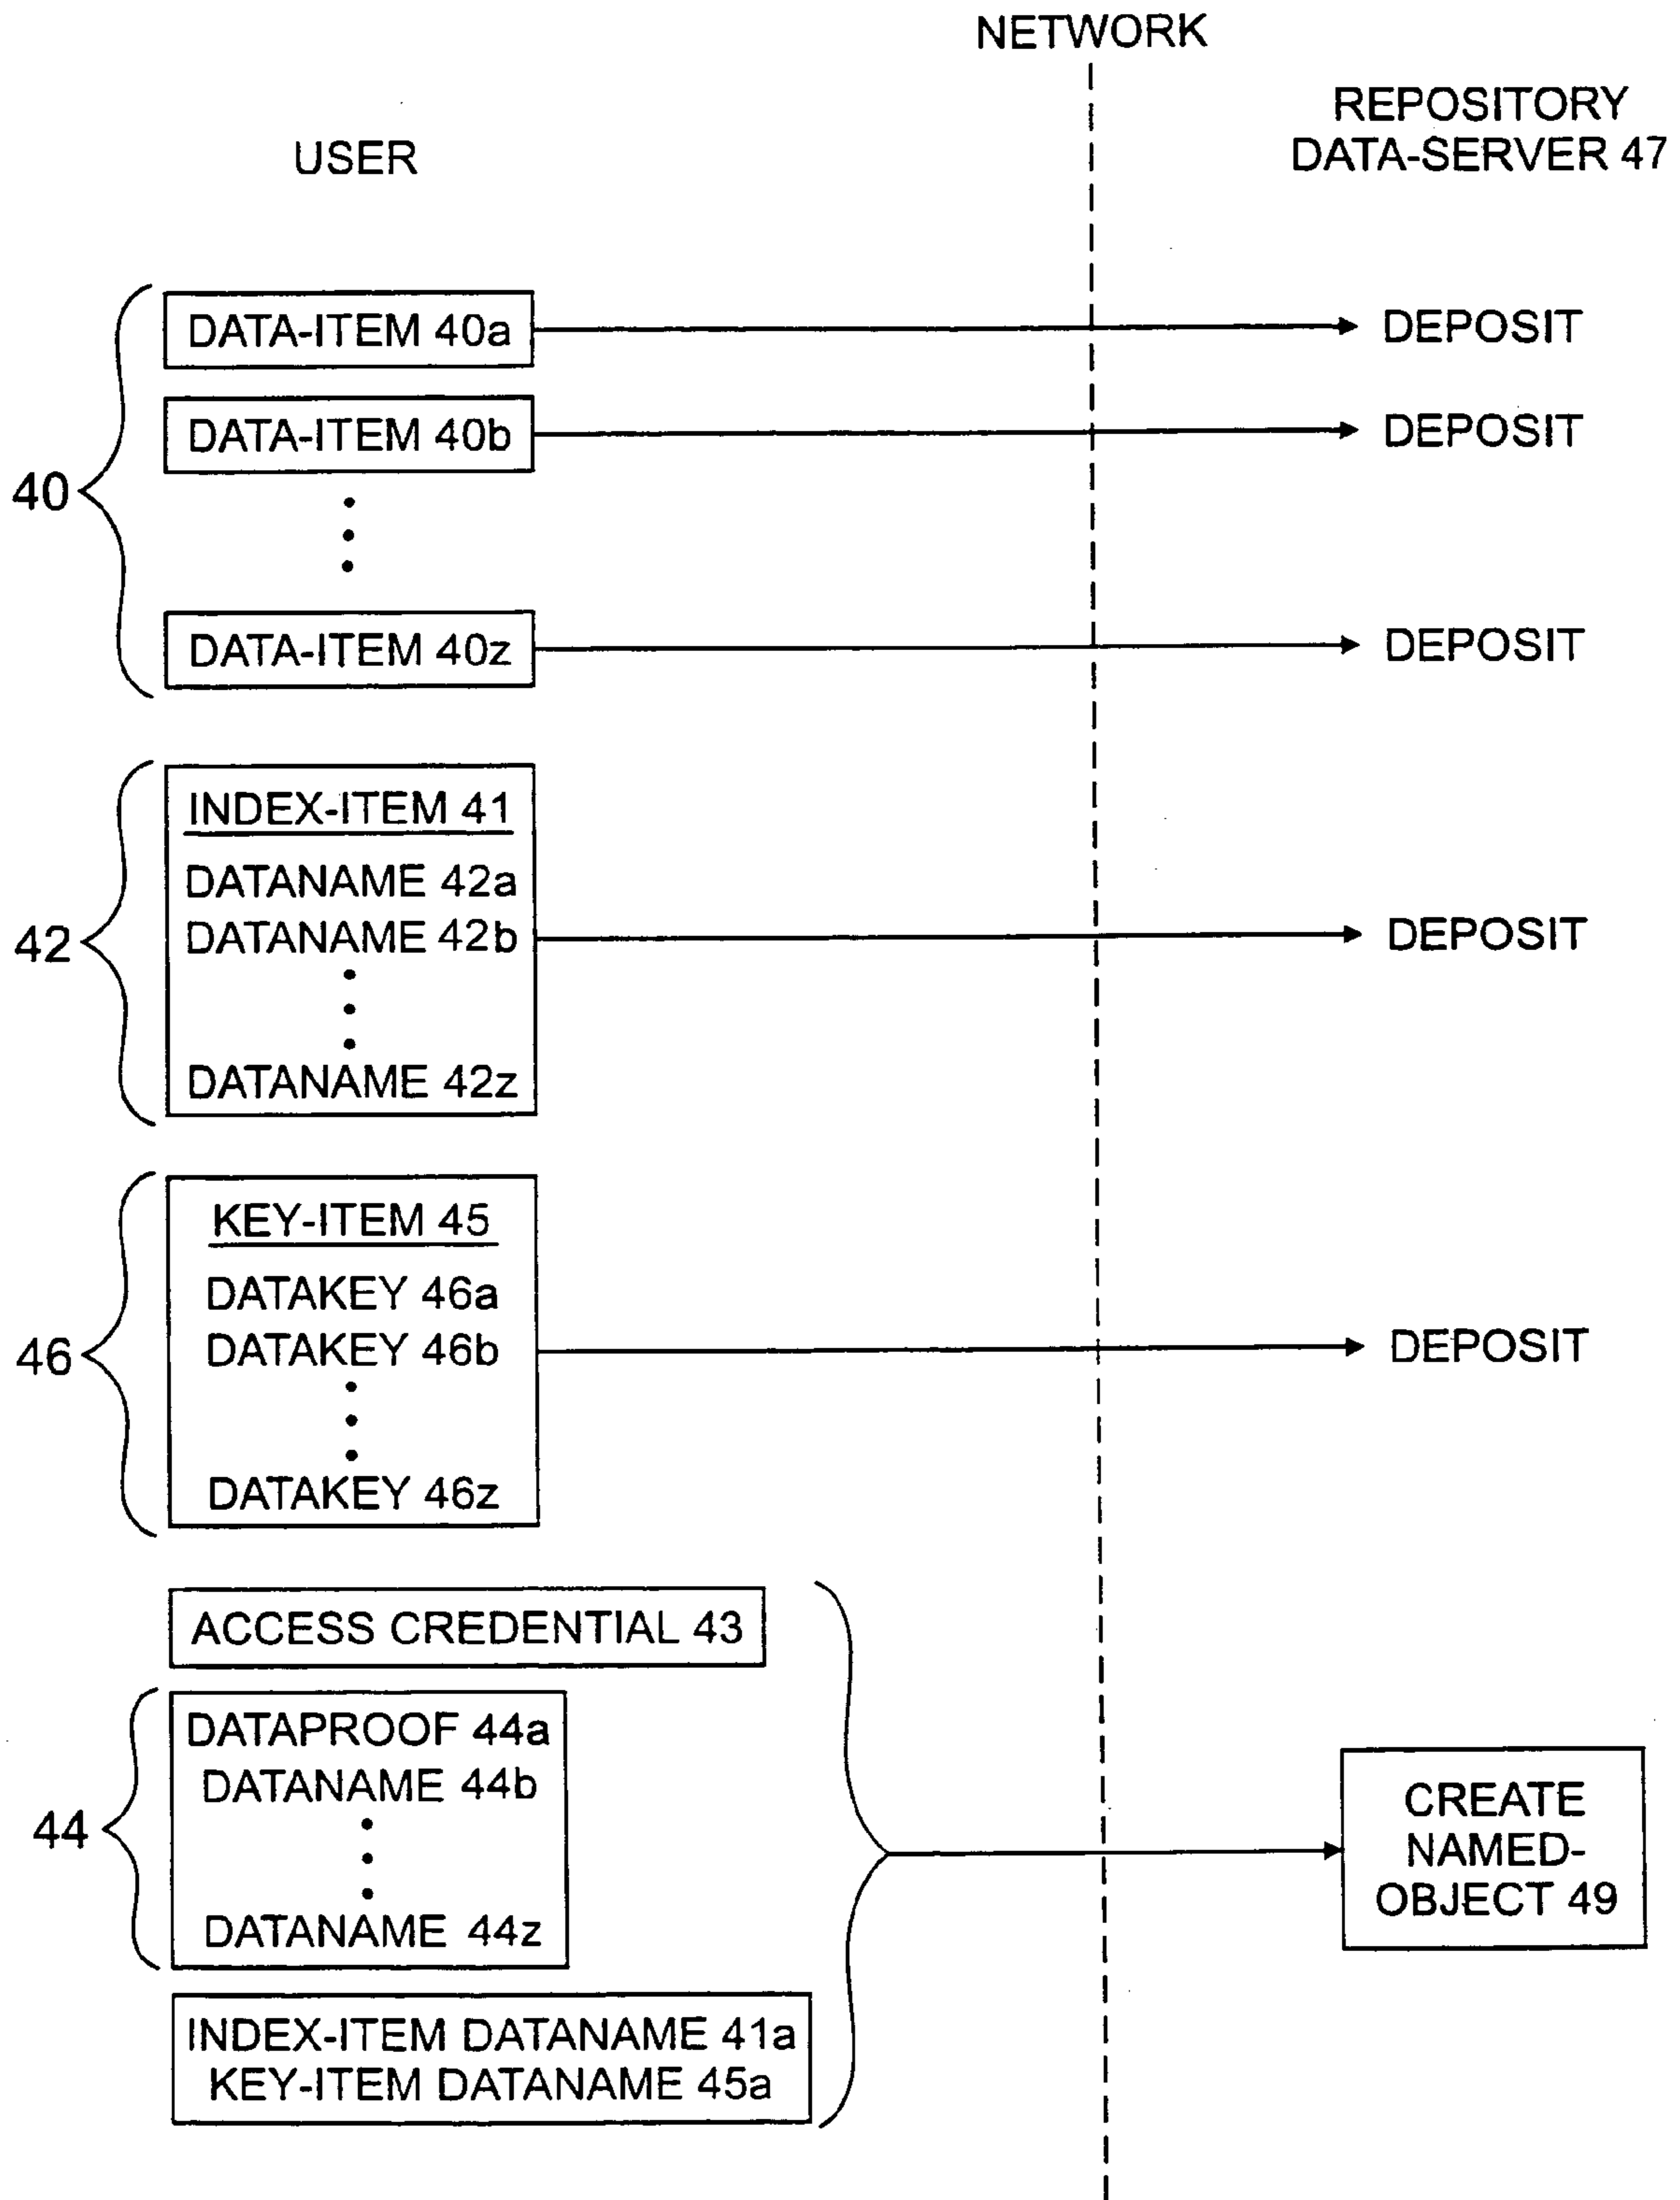 NETWORK
REPOSITORY
DATA-SERVER 47
USER
40
DATA-ITEM 40a
DEPOSIT
DATA-ITEM 40b
DEPOSIT
DATA-ITEM 40z
DEPOSIT
42
INDEX-ITEM 41
DATANAME 42a
DATANAME 42b
DATANAME 42z
DEPOSIT
46
KEY-ITEM 45
DATAKEY 46a
DATAKEY 46b
DATAKEY 46z
DEPOSIT
ACCESS CREDENTIAL 43
44
DATAPROOF 44a
DATANAME 44b
DATANAME 44z
INDEX-ITEM DATANAME 41a
KEY-ITEM DATANAME 45a
CREATE
NAMED-
OBJECT 49